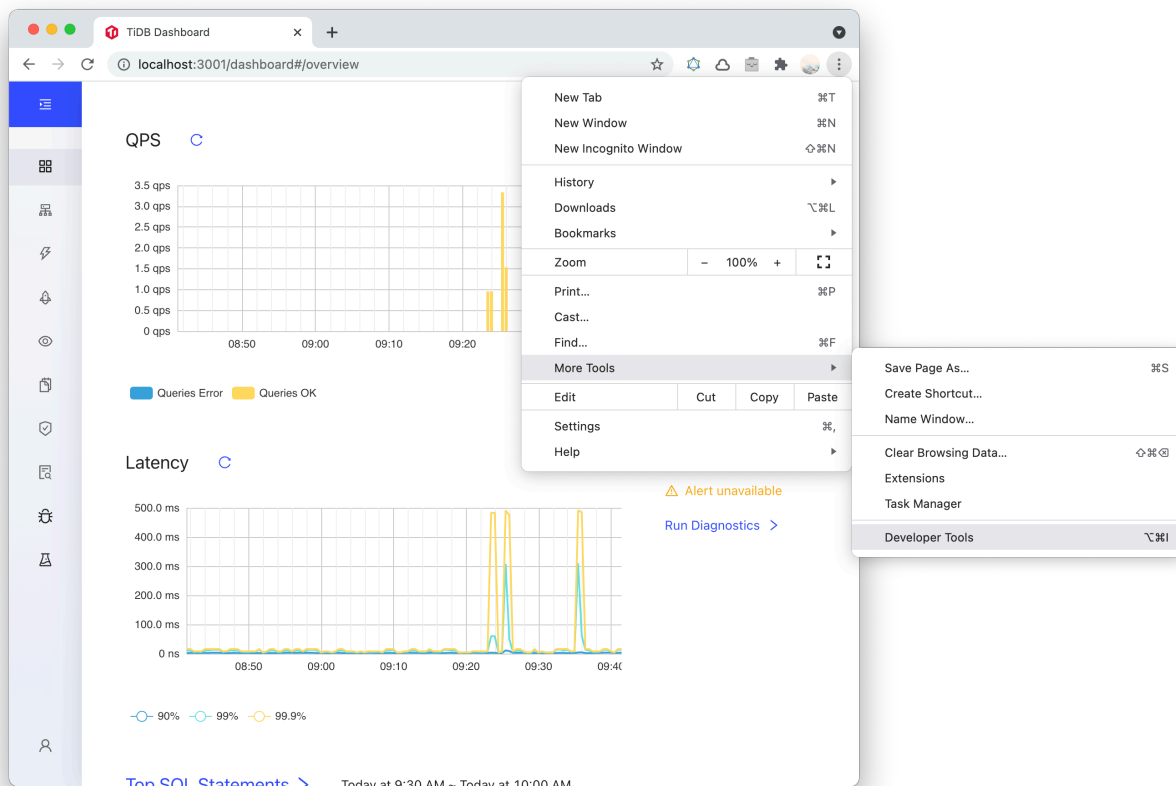 TiDB Dashboard
localhost:3001/dashboard#/overview
New Tab ⌘T
New Window ⌘N
New Incognito Window ⇧⌘N
History
Downloads ⌥⌘L
Bookmarks
Zoom − 100% +
Print... ⌘P
Cast...
Find... ⌘F
More Tools
Edit Cut Copy Paste
Settings ⌘,
Help
Save Page As... ⌘S
Create Shortcut...
Name Window...
Clear Browsing Data... ⇧⌘⌫
Extensions
Task Manager
Developer Tools ⌥⌘I
QPS
3.5 qps
3.0 qps
2.5 qps
2.0 qps
1.5 qps
1.0 qps
0.5 qps
0 qps
08:50 09:00 09:10 09:20
Queries Error Queries OK
Latency
Alert unavailable
Run Diagnostics
500.0 ms
400.0 ms
300.0 ms
200.0 ms
100.0 ms
0 ns
08:50 09:00 09:10 09:20 09:30 09:40
90% 99% 99.9%
Top SQL Statements Today at 9:30 AM ~ Today at 10:00 AM